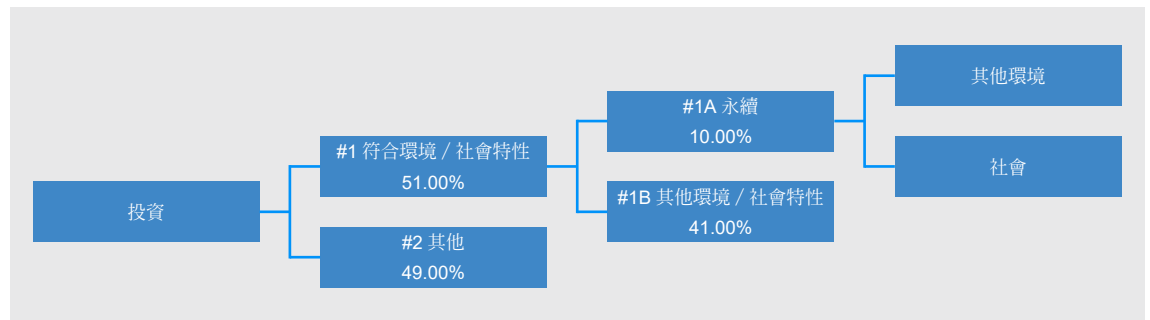 投資
#1 符合環境 / 社會特性
51.00%
#2 其他
49.00%
#1A 永續
10.00%
#1B 其他環境 / 社會特性
41.00%
其他環境
社會